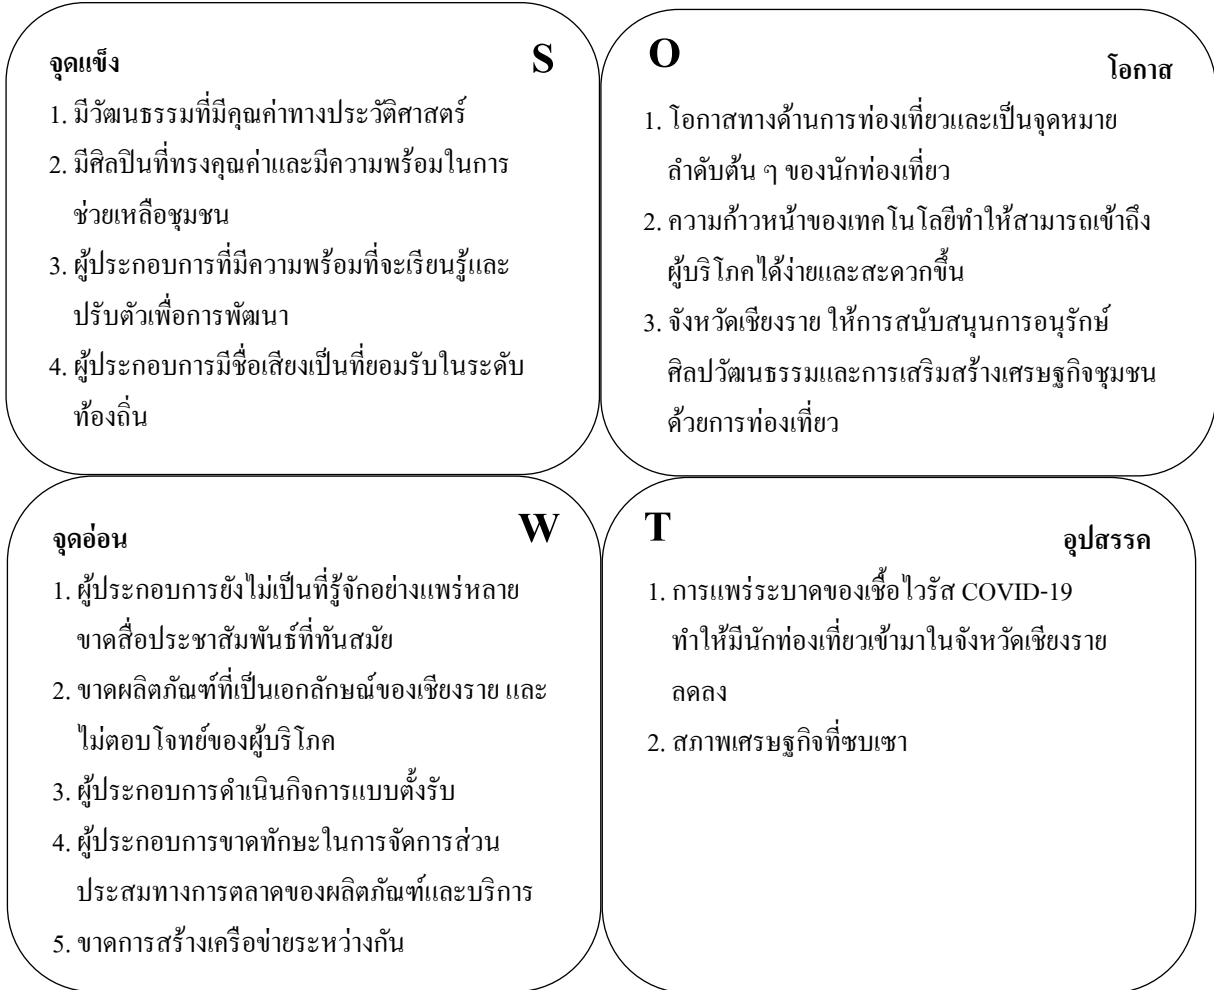 จุดแข็ง S
1. มีวัฒนธรรมที่มีคุณค่าทางประวัติศาสตร์
2. มีศิลปินที่ทรงคุณค่าและมีความพร้อมในการ
ช่วยเหลือชุมชน
3. ผู้ประกอบการที่มีความพร้อมที่จะเรียนรู้และ
ปรับตัวเพื่อการพัฒนา
4. ผู้ประกอบการมีชื่อเสียงเป็นที่ยอมรับในระดับ
ท้องถิ่น
O โอกาส
1. โอกาสทางด้านการท่องเที่ยวและเป็นจุดหมาย
ลำดับต้น ๆ ของนักท่องเที่ยว
2. ความก้าวหน้าของเทคโนโลยีทำให้สามารถเข้าถึง
ผู้บริโภคได้ง่ายและสะดวกขึ้น
3. จังหวัดเชียงราย ให้การสนับสนุนการอนุรักษ์
ศิลปวัฒนธรรมและการเสริมสร้างเศรษฐกิจชุมชน
ด้วยการท่องเที่ยว
จุดอ่อน W
1. ผู้ประกอบการยังไม่เป็นที่รู้จักอย่างแพร่หลาย
ขาดสื่อประชาสัมพันธ์ที่ทันสมัย
2. ขาดผลิตภัณฑ์ที่เป็นเอกลักษณ์ของเชียงราย และ
ไม่ตอบโจทย์ของผู้บริโภค
3. ผู้ประกอบการดำเนินกิจการแบบตั้งรับ
4. ผู้ประกอบการขาดทักษะในการจัดการส่วน
ประสมทางการตลาดของผลิตภัณฑ์และบริการ
5. ขาดการสร้างเครือข่ายระหว่างกัน
T อุปสรรค
1. การแพร่ระบาดของเชื้อไวรัส COVID-19
ทำให้มีนักท่องเที่ยวเข้ามาในจังหวัดเชียงราย
ลดลง
2. สภาพเศรษฐกิจที่ซบเซา